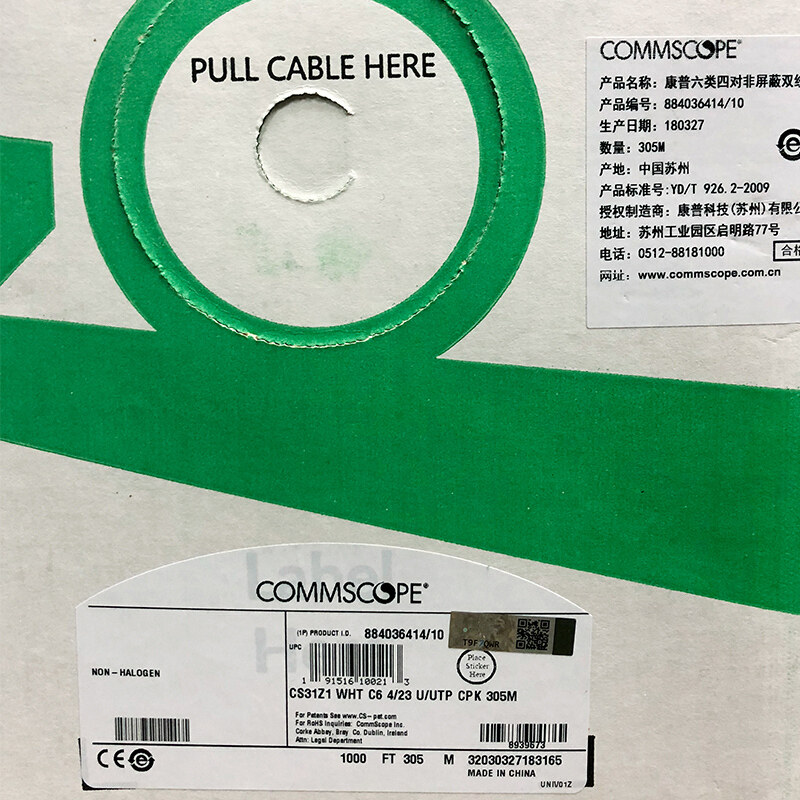 PULL CABLE HERE
COMMSCOPE®
产品名称：康普六类四对非屏蔽双
产品编号：884036414/10
生产日期：180327
数量：305M
产地：中国苏州
产品标准号：YD/T 926.2-2009
授权制造商：康普科技(苏州)有限
地址：苏州工业园区启明路77号
电话：0512-88181000
合格
网址：www.commscope.com.cn
Label
COMMSCOPE®
(1P) PRODUCT I.D. 884036414/10
UPC
1 91516 10021 3
T9F7OWR
Place
Sticker
Here
NON-HALOGEN
CS31Z1 WHT C6 4/23 U/UTP CPK 305M
For Patents See www.CS-pat.com
For RoHS Inquiries: CommScope Inc.
Corke Abbey, Bray Co. Dublin, Ireland
Attn: Legal Department
8939673
CE e
1000 FT 305 M 32030327183165
MADE IN CHINA
UNIV01Z